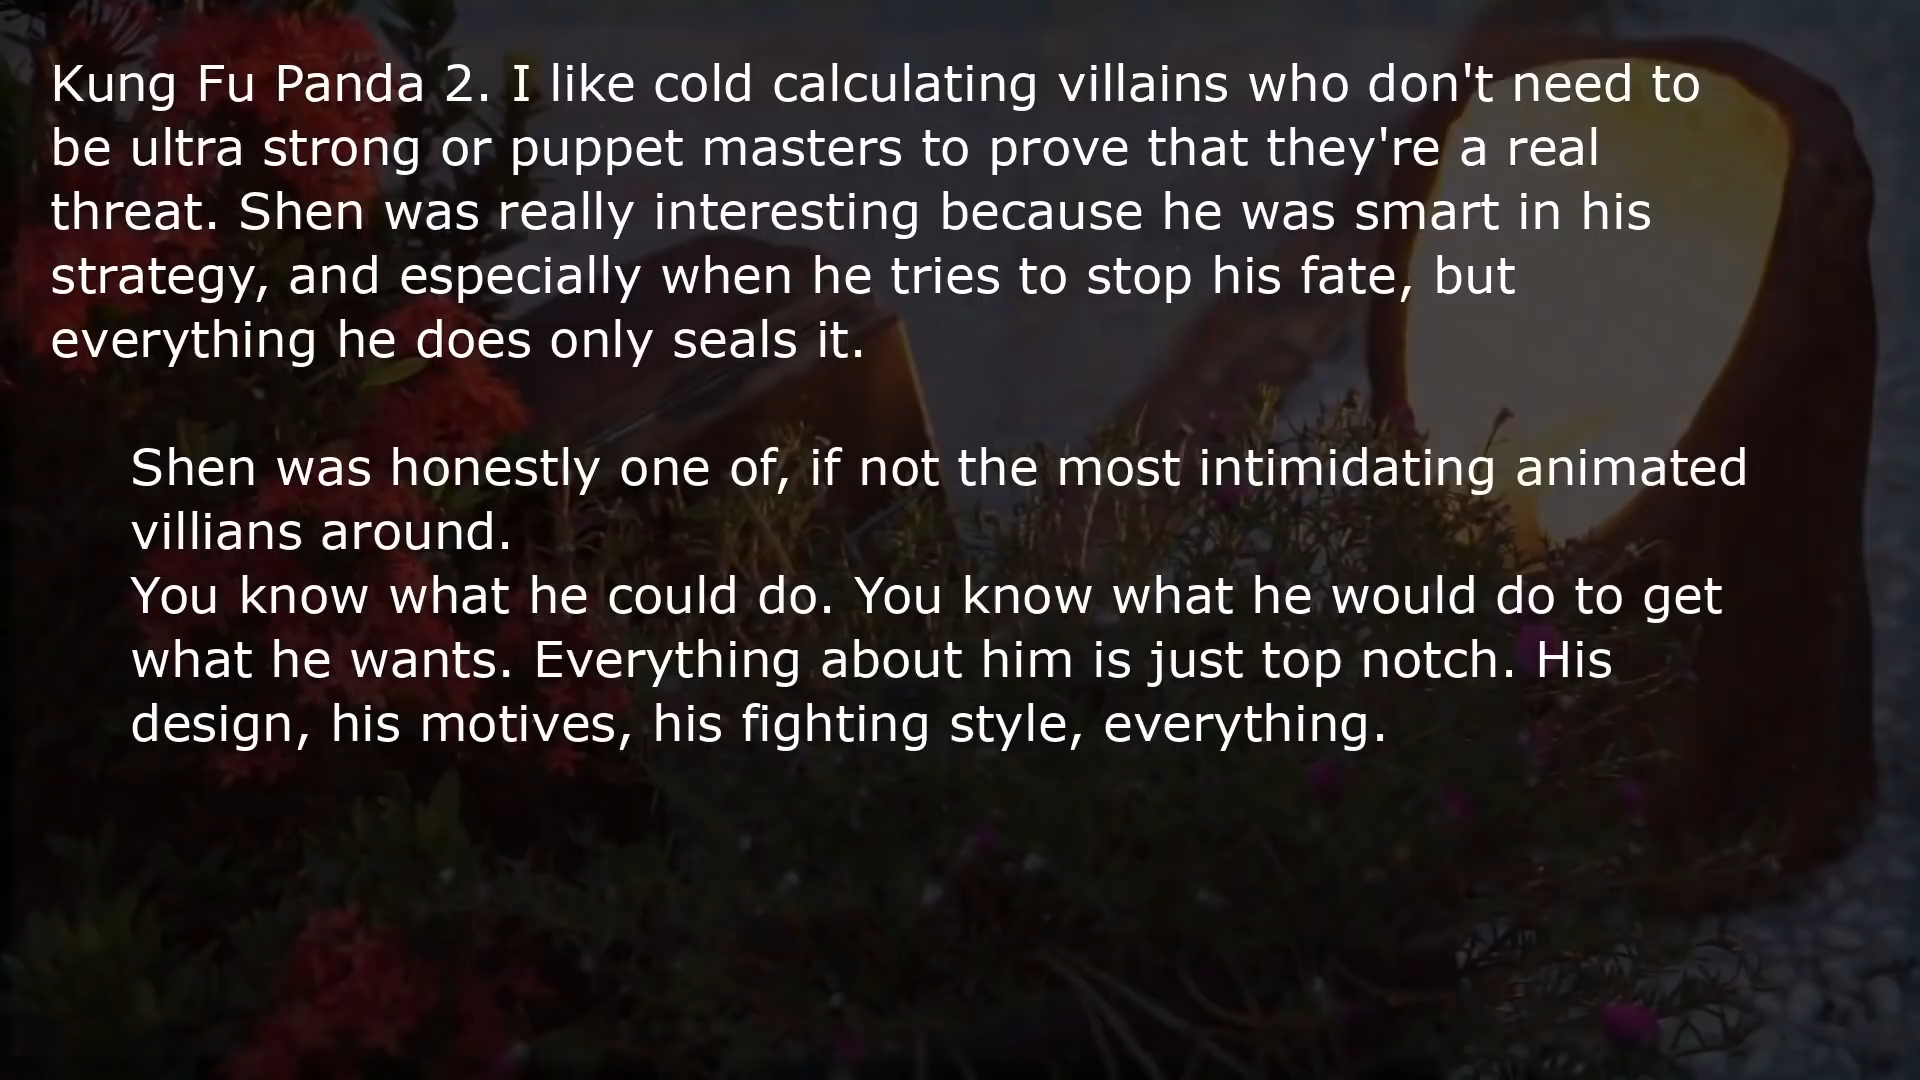 Kung Fu Panda 2. I like cold calculating villains who don't need to
be ultra strong or puppet masters to prove that they're a real
threat. Shen was really interesting because he was smart in his
strategy, and especially when he tries to stop his fate, but
everything he does only seals it.
Shen was honestly one of, if not the most intimidating animated
villians around.
You know what he could do. You know what he would do to get
what he wants. Everything about him is just top notch. His
design, his motives, his fighting style, everything.